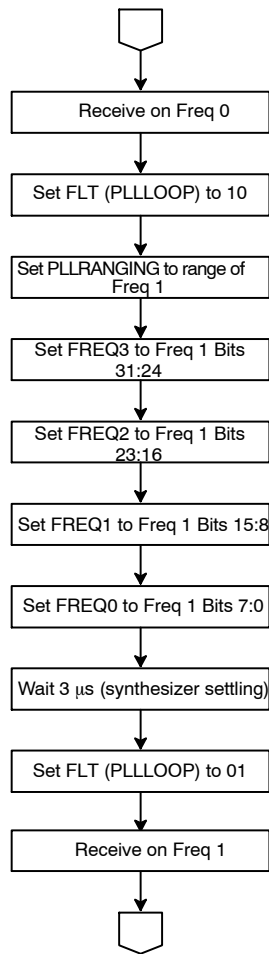 Receive on Freq 0
Set FLT (PLLLOOP) to 10
Set PLLRANGING to range of
Freq 1
Set FREQ3 to Freq 1 Bits
31:24
Set FREQ2 to Freq 1 Bits
23:16
Set FREQ1 to Freq 1 Bits 15:8
Set FREQ0 to Freq 1 Bits 7:0
Wait 3 μs (synthesizer settling)
Set FLT (PLLLOOP) to 01
Receive on Freq 1